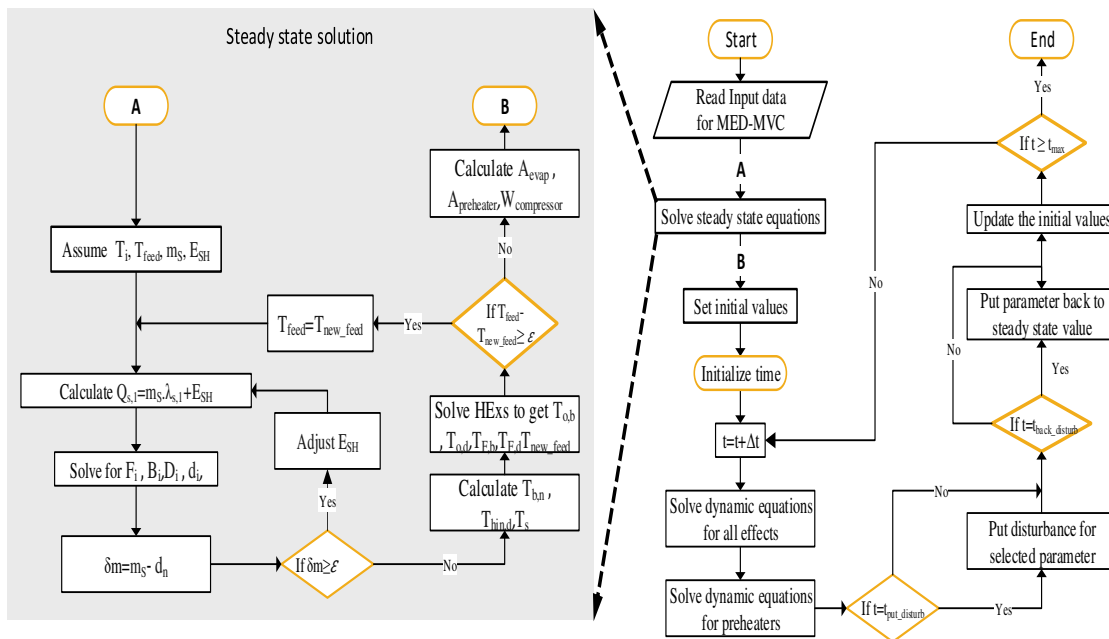 Steady state solution
A
Assume T_i, T_feed, m_S, E_SH
Calculate Q_s,1=m_S.λ_s,1+E_SH
Solve for F_i , B_i,D_i , d_i,
δm=m_S- d_n
If δm≥ε
Yes
Adjust E_SH
No
Calculate T_b,n ,
T_hin,d,T_s
Solve HExs to get T_o,b
, T_o,d,T_E,b,T_E,d T_new_feed
If T_feed-
T_new_feed≥ ε
Yes
T_feed=T_new_feed
No
Calculate A_evap ,
A_preheater,W_compressor
B
Start
Read Input data
for MED-MVC
A
Solve steady state equations
B
Set initial values
Initialize time
t=t+Δt
Solve dynamic equations
for all effects
Solve dynamic equations
for preheaters
If t=t_put_disturb
No
Yes
Put disturbance for
selected parameter
If t=t_back_disturb
No
Yes
Put parameter back to
steady state value
Update the initial values
If t ≥ t_max
No
Yes
End